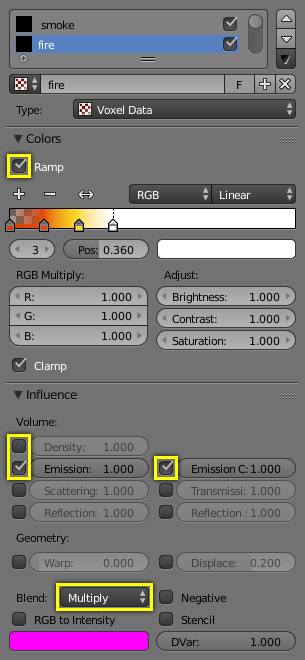 smoke
fire
fire F
Type: Voxel Data
Colors
Ramp
RGB Linear
3 Pos: 0.360
RGB Multiply: Adjust:
R: 1.000 Brightness: 1.000
G: 1.000 Contrast: 1.000
B: 1.000 Saturation: 1.000
Clamp
Influence
Volume:
Density: 1.000
Emission: 1.000 Emission C: 1.000
Scattering: 1.000 Transmissi: 1.000
Reflection: 1.000 Reflection : 1.000
Geometry:
Warp: 0.000 Displace: 0.200
Blend: Multiply Negative
RGB to Intensity Stencil
DVar: 1.000